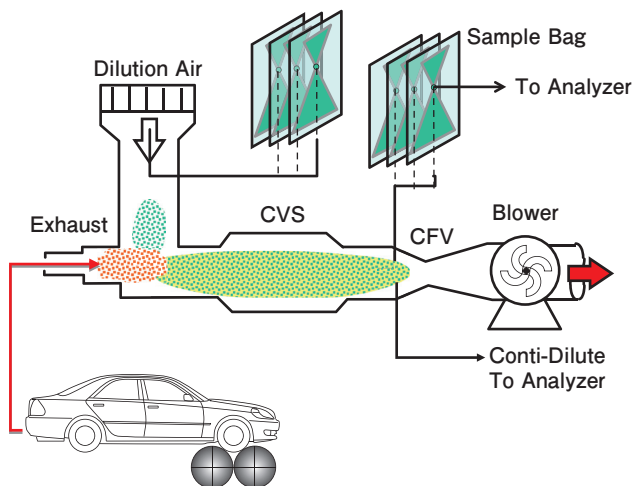 Sample Bag
Dilution Air
To Analyzer
Exhaust
CVS
CFV
Blower
Conti-Dilute
To Analyzer